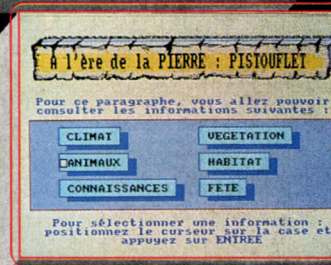 A l'ère de la PIERRE : PISTOUFLET
Pour ce paragraphe, vous allez pouvoir
consulter les informations suivantes :
CLIMAT VEGETATION
ANIMAUX HABITAT
CONNAISSANCES FETE
Pour sélectionner une information :
positionnez le curseur sur la case et
appuyez sur ENTREE